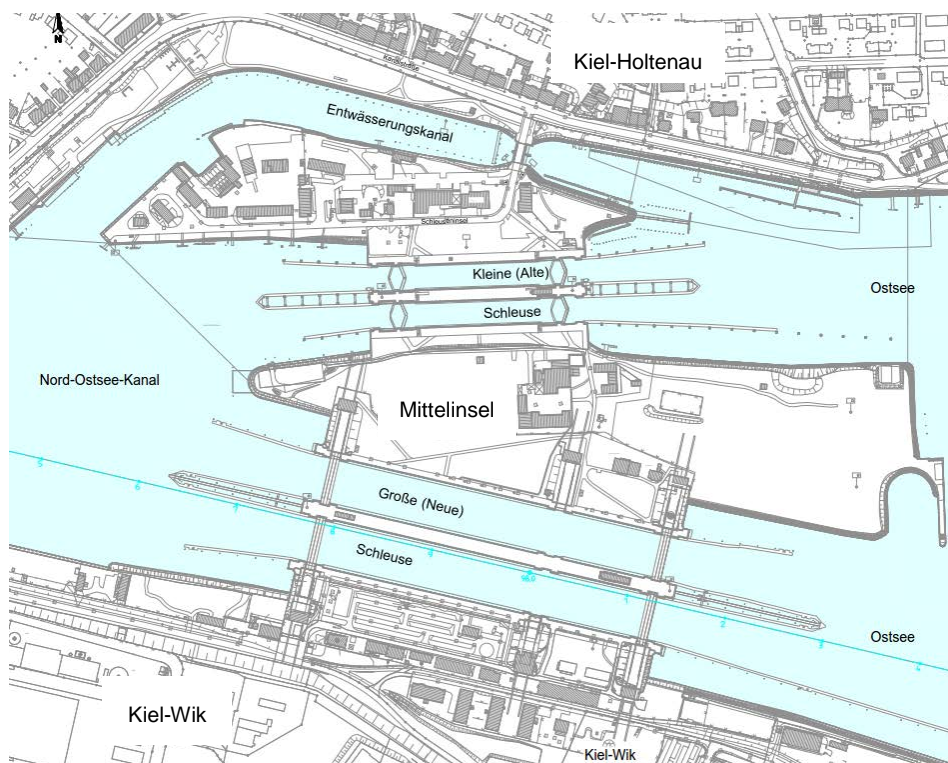 N
Kiel-Holtenau
Entwässerungskanal
Schleuseninsel
Kleine (Alte)
Schleuse
Ostsee
Nord-Ostsee-Kanal
Mittelinsel
Große (Neue)
Schleuse
Ostsee
Kiel-Wik
Kiel-Wik